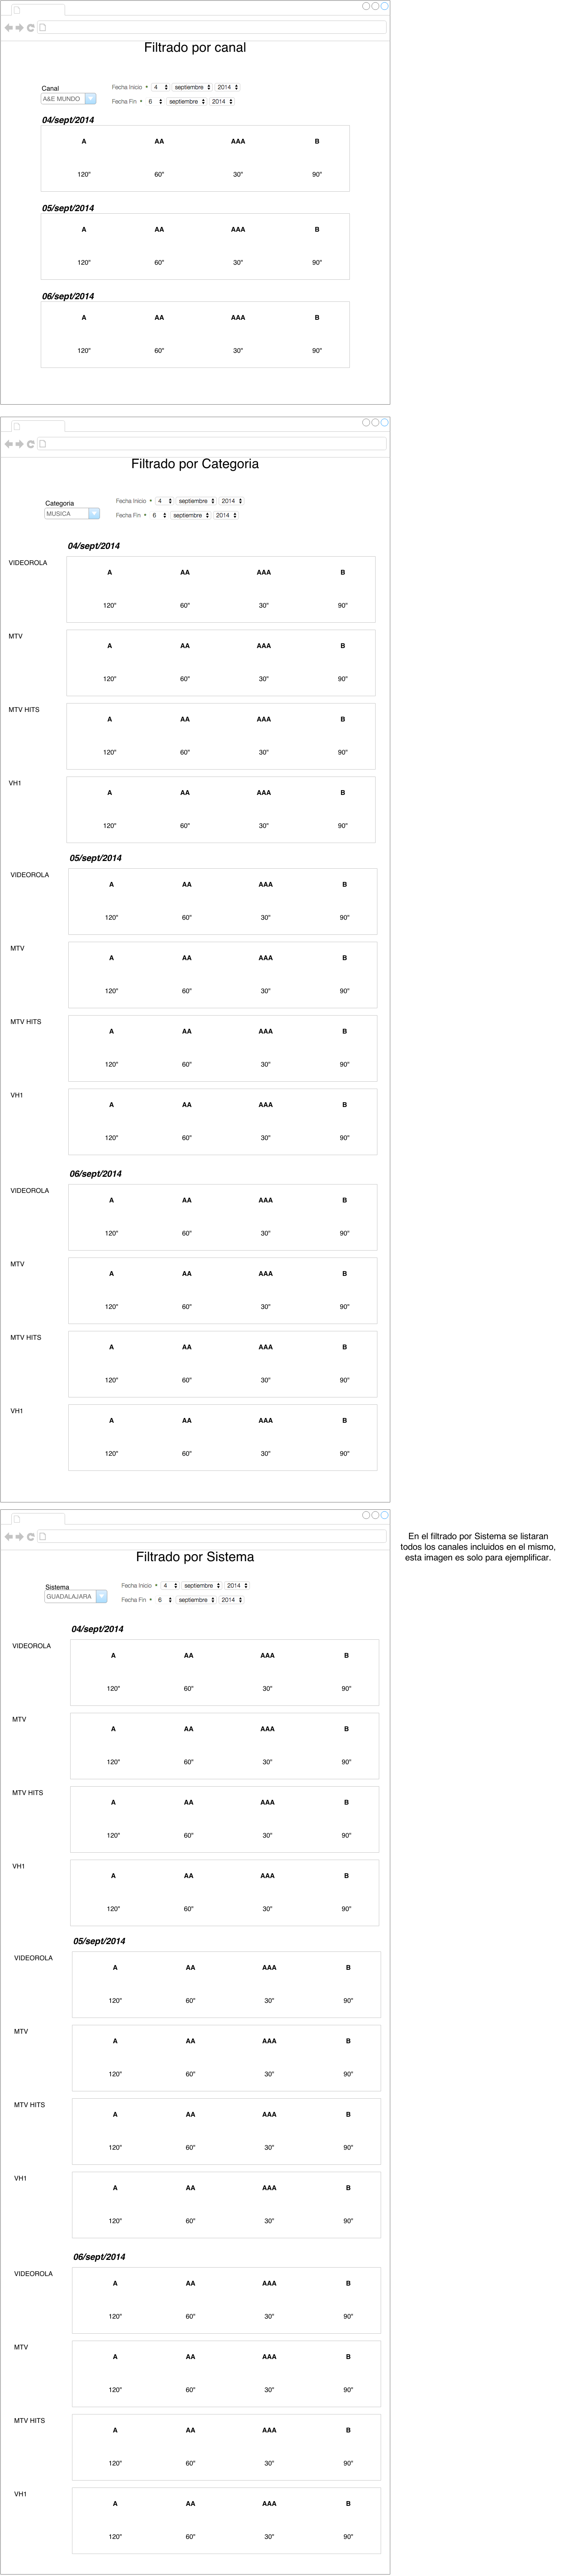 Filtrado por canal
Canal
A&E MUNDO
Fecha Inicio • 4 septiembre 2014
Fecha Fin • 6 septiembre 2014
04/sept/2014
A AA AAA B
120" 60" 30" 90"
05/sept/2014
A AA AAA B
120" 60" 30" 90"
06/sept/2014
A AA AAA B
120" 60" 30" 90"
Filtrado por Categoria
Categoria
MUSICA
Fecha Inicio • 4 septiembre 2014
Fecha Fin • 6 septiembre 2014
04/sept/2014
VIDEOROLA
A AA AAA B
120" 60" 30" 90"
MTV
A AA AAA B
120" 60" 30" 90"
MTV HITS
A AA AAA B
120" 60" 30" 90"
VH1
A AA AAA B
120" 60" 30" 90"
05/sept/2014
VIDEOROLA
A AA AAA B
120" 60" 30" 90"
MTV
A AA AAA B
120" 60" 30" 90"
MTV HITS
A AA AAA B
120" 60" 30" 90"
VH1
A AA AAA B
120" 60" 30" 90"
06/sept/2014
VIDEOROLA
A AA AAA B
120" 60" 30" 90"
MTV
A AA AAA B
120" 60" 30" 90"
MTV HITS
A AA AAA B
120" 60" 30" 90"
VH1
A AA AAA B
120" 60" 30" 90"
En el filtrado por Sistema se listaran
todos los canales incluidos en el mismo,
esta imagen es solo para ejemplificar.
Filtrado por Sistema
Sistema
GUADALAJARA
Fecha Inicio • 4 septiembre 2014
Fecha Fin • 6 septiembre 2014
04/sept/2014
VIDEOROLA
A AA AAA B
120" 60" 30" 90"
MTV
A AA AAA B
120" 60" 30" 90"
MTV HITS
A AA AAA B
120" 60" 30" 90"
VH1
A AA AAA B
120" 60" 30" 90"
05/sept/2014
VIDEOROLA
A AA AAA B
120" 60" 30" 90"
MTV
A AA AAA B
120" 60" 30" 90"
MTV HITS
A AA AAA B
120" 60" 30" 90"
VH1
A AA AAA B
120" 60" 30" 90"
06/sept/2014
VIDEOROLA
A AA AAA B
120" 60" 30" 90"
MTV
A AA AAA B
120" 60" 30" 90"
MTV HITS
A AA AAA B
120" 60" 30" 90"
VH1
A AA AAA B
120" 60" 30" 90"